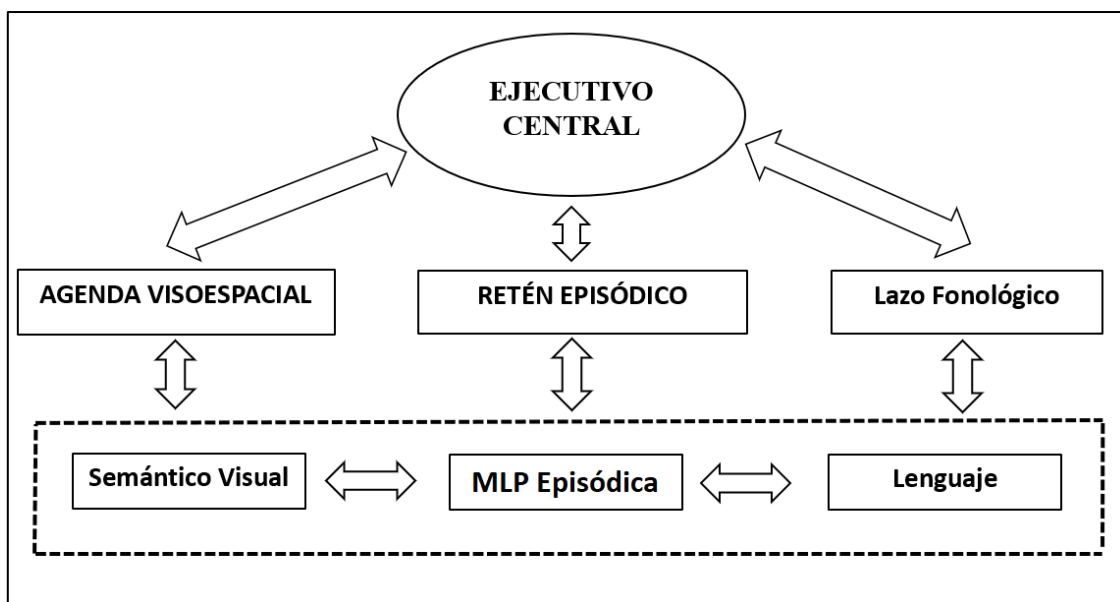 EJECUTIVO
CENTRAL
AGENDA VISOESPACIAL
RETÉN EPISÓDICO
Lazo Fonológico
Semántico Visual
MLP Episódica
Lenguaje